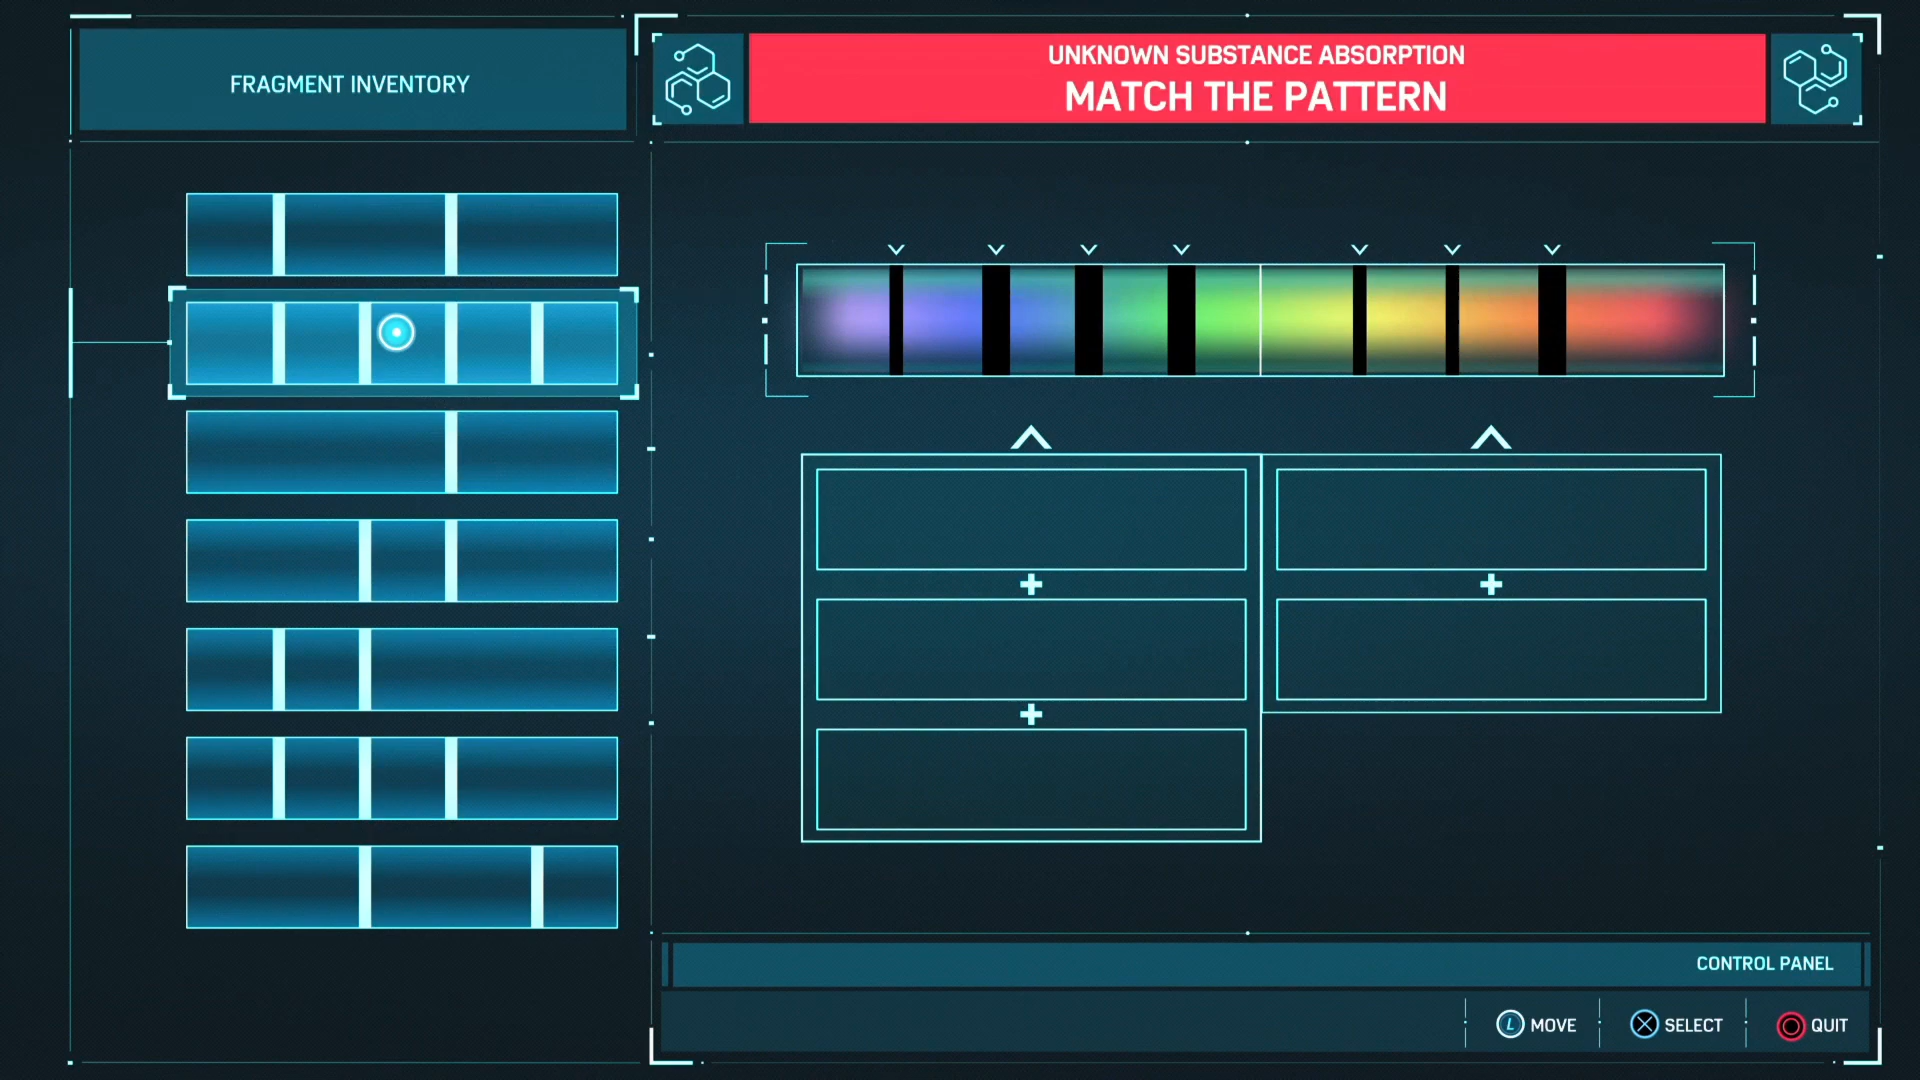 FRAGMENT INVENTORY
UNKNOWN SUBSTANCE ABSORPTION
MATCH THE PATTERN
CONTROL PANEL
L MOVE
SELECT
QUIT